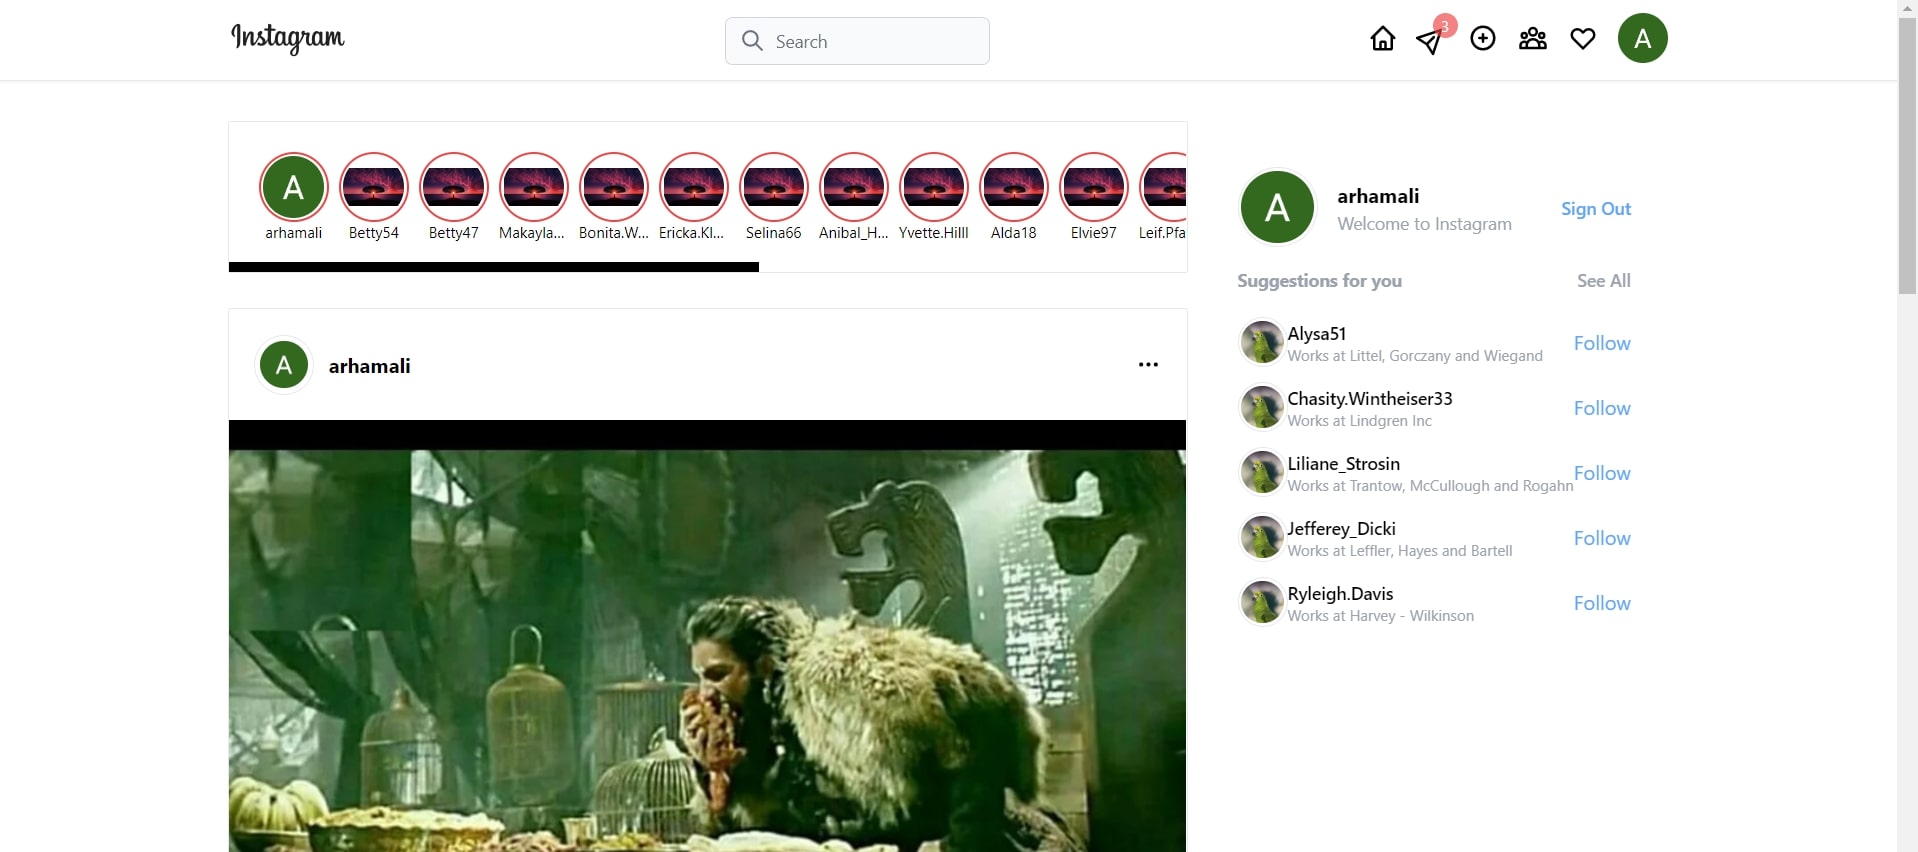 Instagram
Search
3
A
A
arhamali
Betty54
Betty47
Makayla...
Bonita.W...
Ericka.Kl...
Selina66
Anibal_H...
Yvette.Hilll
Alda18
Elvie97
Leif.Pfa
A
arhamali
A
arhamali
Welcome to Instagram
Sign Out
Suggestions for you
See All
Alysa51
Works at Littel, Gorczany and Wiegand
Follow
Chasity.Wintheiser33
Works at Lindgren Inc
Follow
Liliane_Strosin
Works at Trantow, McCullough and Rogahn
Follow
Jefferey_Dicki
Works at Leffler, Hayes and Bartell
Follow
Ryleigh.Davis
Works at Harvey - Wilkinson
Follow